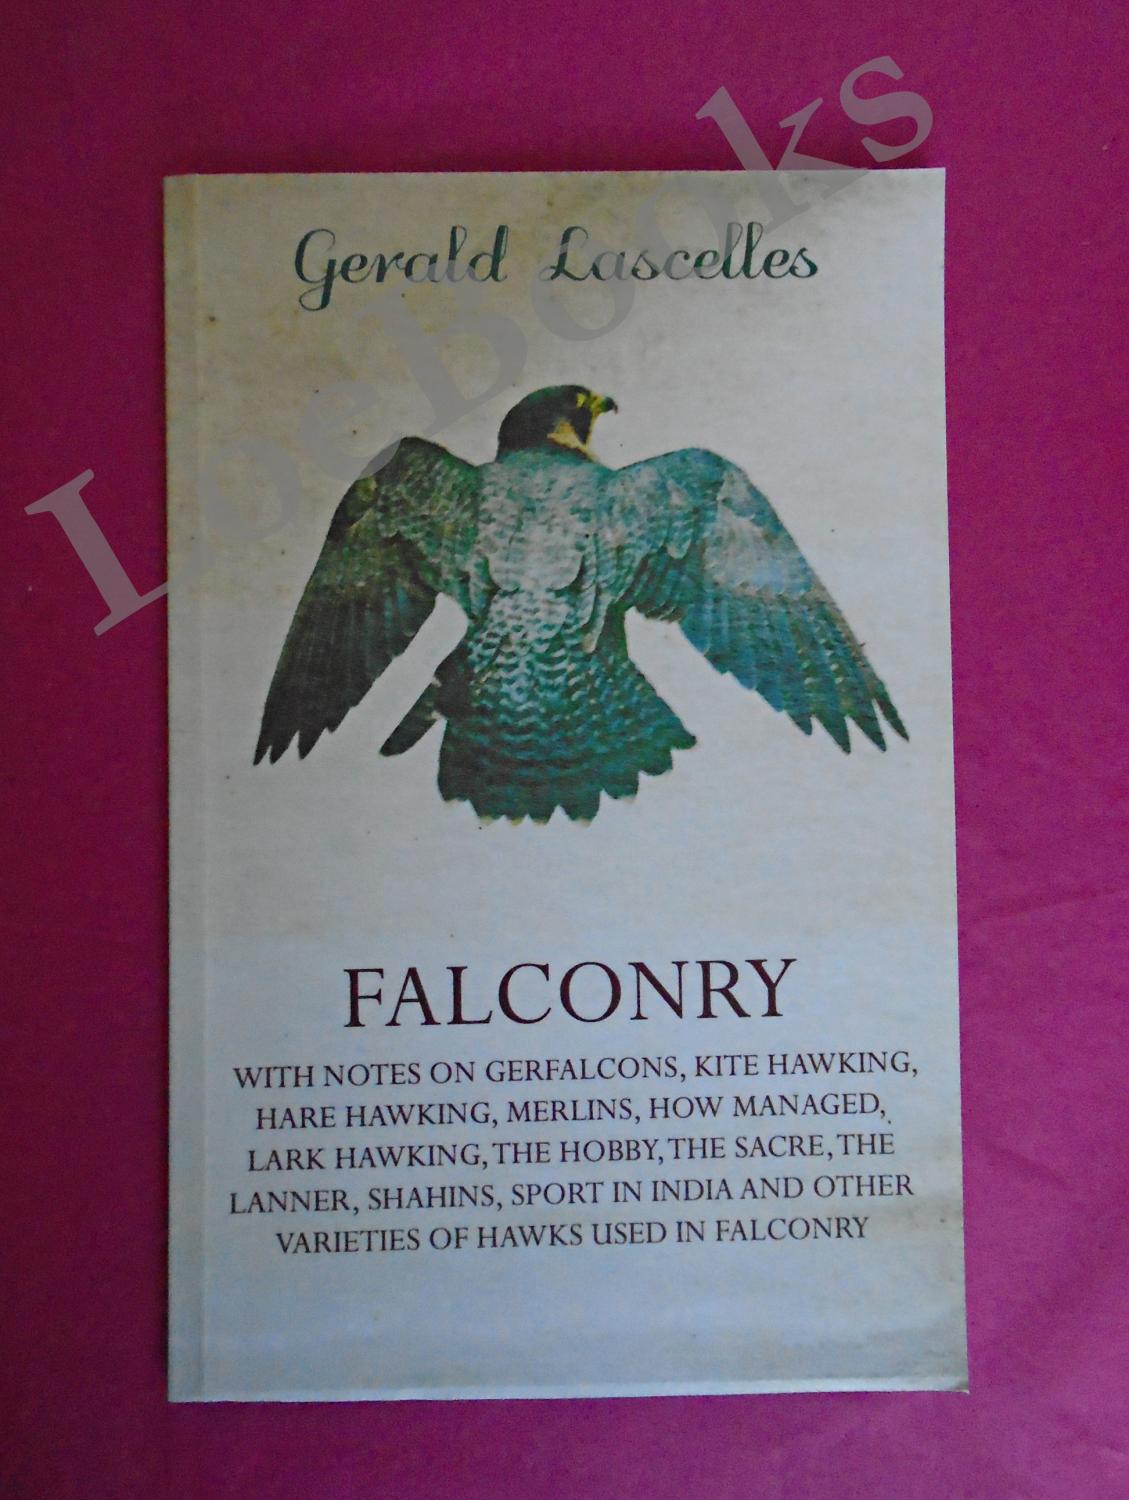 LoeBooks
Gerald Lascelles
FALCONRY
WITH NOTES ON GERFALCONS, KITE HAWKING,
HARE HAWKING, MERLINS, HOW MANAGED,
LARK HAWKING, THE HOBBY, THE SACRE, THE
LANNER, SHAHINS, SPORT IN INDIA AND OTHER
VARIETIES OF HAWKS USED IN FALCONRY